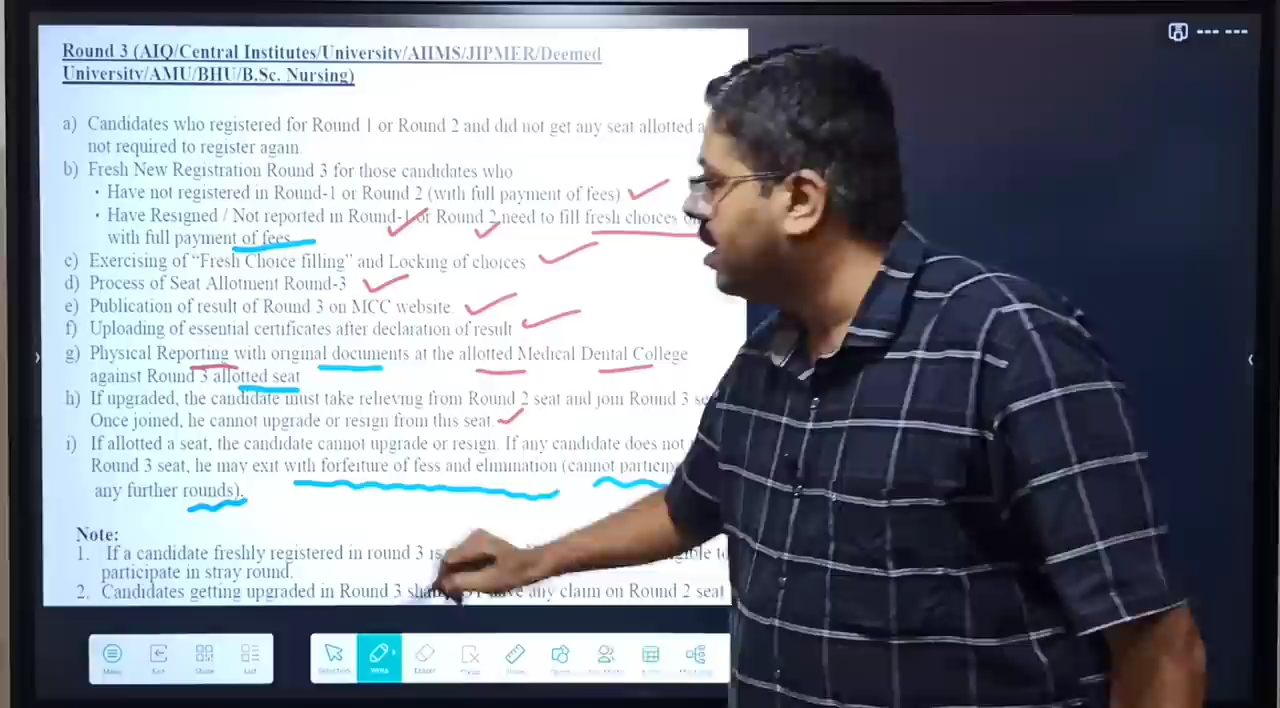 Round 3 (AIQ/Central Institutes/University/AIIMS/JIPMER/Deemed
University/AMU/BHU/B.Sc. Nursing)
a) Candidates who registered for Round 1 or Round 2 and did not get any seat allotted
not required to register again.
b) Fresh New Registration Round 3 for those candidates who
• Have not registered in Round-1 or Round 2 (with full payment of fees)
• Have Resigned / Not reported in Round-1 or Round 2 need to fill fresh choices
with full payment of fees
c) Exercising of “Fresh Choice filling” and Locking of choices
d) Process of Seat Allotment Round-3
e) Publication of result of Round 3 on MCC website.
f) Uploading of essential certificates after declaration of result
g) Physical Reporting with original documents at the allotted Medical Dental College
against Round 3 allotted seat
h) If upgraded, the candidate must take relieving from Round 2 seat and join Round 3
Once joined, he cannot upgrade or resign from this seat.
i) If allotted a seat, the candidate cannot upgrade or resign. If any candidate does not
Round 3 seat, he may exit with forfeiture of fess and elimination (cannot
any further rounds).
Note:
1. If a candidate freshly registered in round 3 is
participate in stray round.
2. Candidates getting upgraded in Round 3 any claim on Round 2 seat
Menu Exit Share List Selection Write Eraser Clear